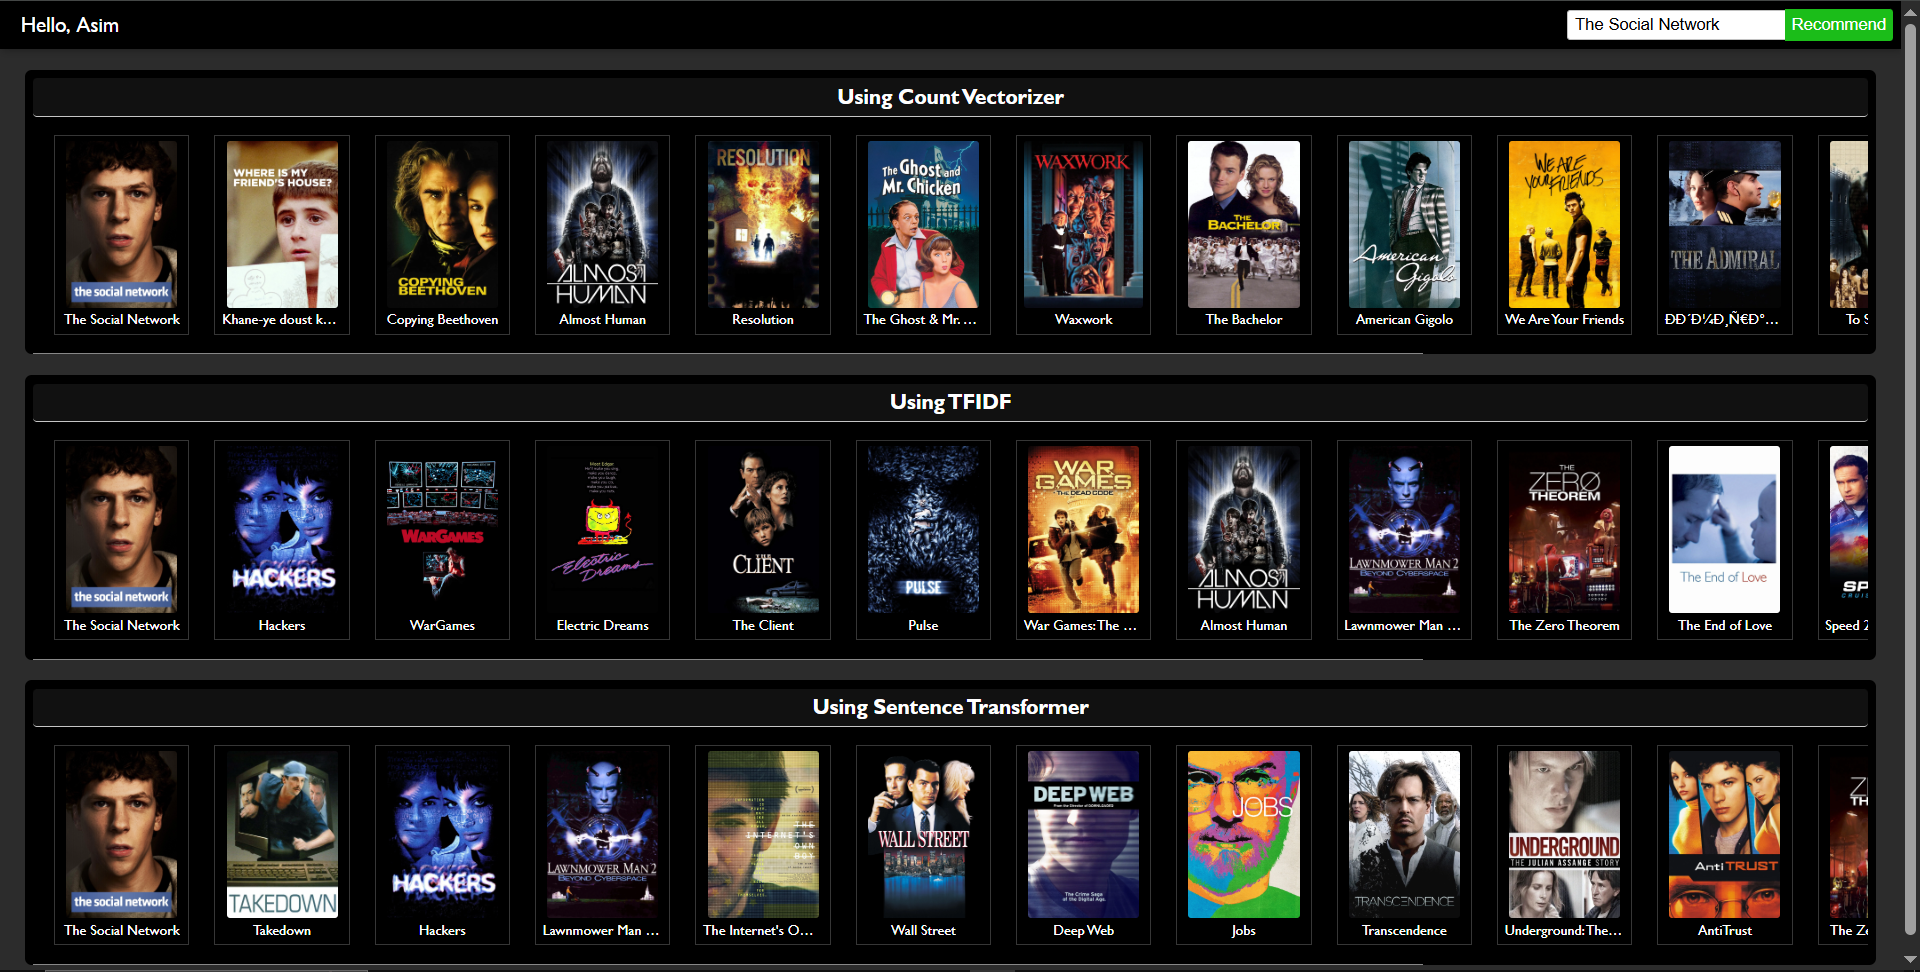 Hello, Asim
The Social Network
Recommend
Using Count Vectorizer
the social network
WHERE IS MY
FRIEND'S HOUSE?
COPYING
BEETHOVEN
ALMOST
HUMAN
RESOLUTION
The Ghost and
Mr. Chicken
WAXWORK
THE
BACHELOR
American
Gigolo
WE ARE
YOUR FRIENDS
THE ADMIRAL
The Social Network
Khane-ye doust k...
Copying Beethoven
Almost Human
Resolution
The Ghost & Mr. ...
Waxwork
The Bachelor
American Gigolo
We Are Your Friends
ÐÐ´Ð¼Ð¸Ñ€Ð°...
To S
Using TFIDF
the social network
HACKERS
WARGAMES
Electric
Dreams
THE
CLIENT
PULSE
WAR
GAMES
THE DEAD CODE
ALMOST
HUMAN
LAWNMOWER MAN 2
BEYOND CYBERSPACE
THE
ZERO
THEOREM
The End of Love
SP
The Social Network
Hackers
WarGames
Electric Dreams
The Client
Pulse
War Games: The ...
Almost Human
Lawnmower Man ...
The Zero Theorem
The End of Love
Speed 2
Using Sentence Transformer
the social network
TAKEDOWN
HACKERS
LAWNMOWER MAN 2
BEYOND CYBERSPACE
THE
INTERNET'S
OWN
BOY
WALL STREET
DEEP WEB
The Crime Saga
of the Digital Age.
JOBS
TRANSCENDENCE
UNDERGROUND
THE JULIAN ASSANGE STORY
AntiTRUST
The Social Network
Takedown
Hackers
Lawnmower Man ...
The Internet's O...
Wall Street
Deep Web
Jobs
Transcendence
Underground: The...
AntiTrust
The Ze